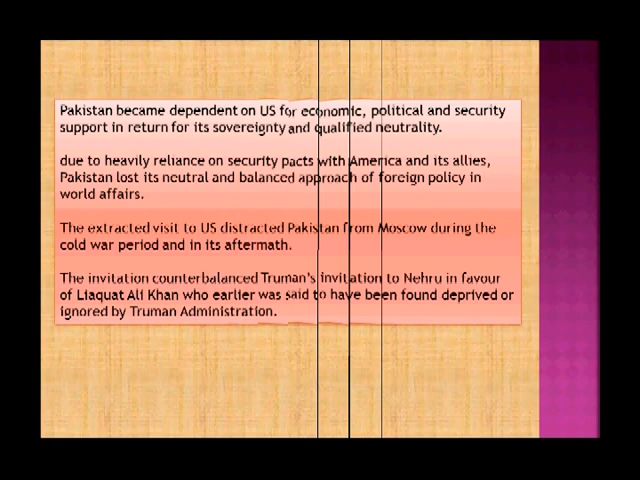 Pakistan became dependent on US for economic, political and security
support in return for its sovereignty and qualified neutrality.
due to heavily reliance on security pacts with America and its allies,
Pakistan lost its neutral and balanced approach of foreign policy in
world affairs.
The extracted visit to US distracted Pakistan from Moscow during the
cold war period and in its aftermath.
The invitation counterbalanced Truman's invitation to Nehru in favour
of Liaquat Ali Khan who earlier was said to have been found deprived or
ignored by Truman Administration.